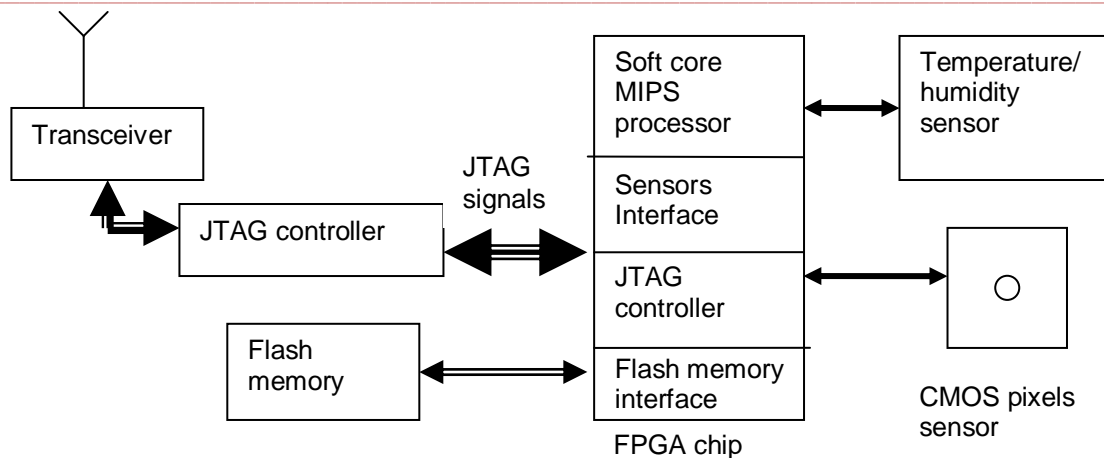 Transceiver
JTAG controller
JTAG
signals
Flash
memory
Soft core
MIPS
processor
Sensors
Interface
JTAG
controller
Flash memory
interface
FPGA chip
Temperature/
humidity
sensor
CMOS pixels
sensor